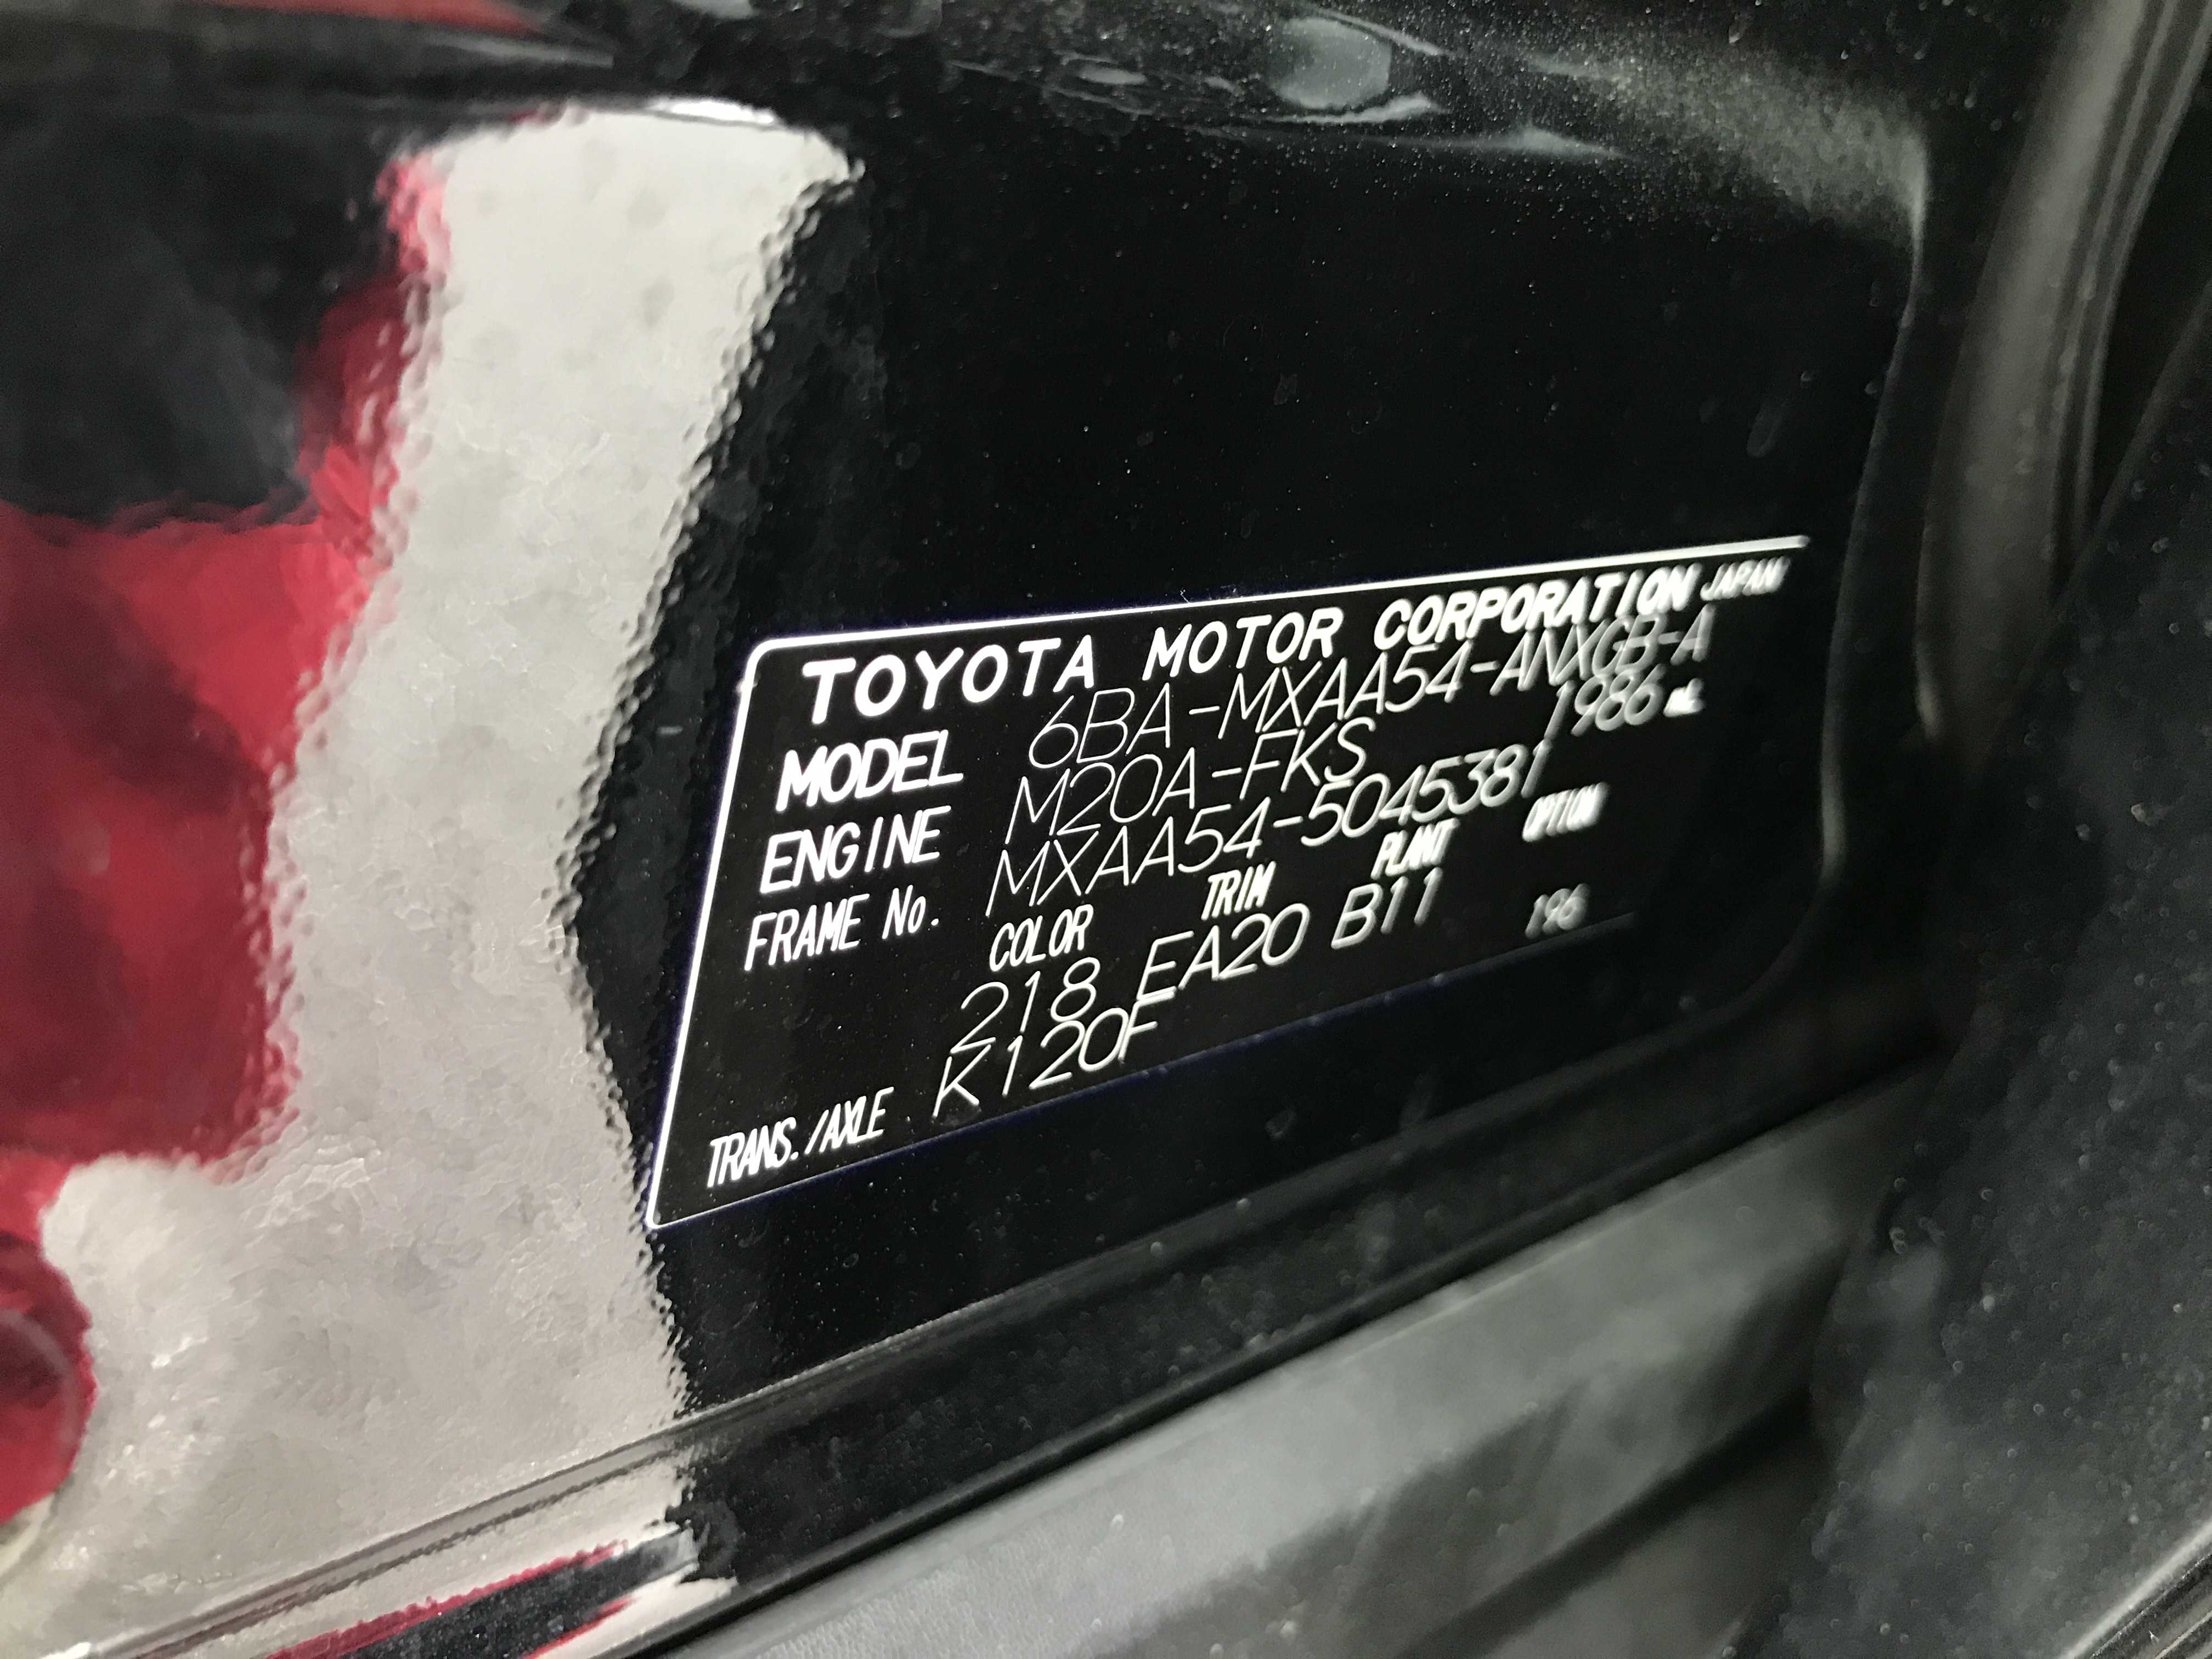 TOYOTA MOTOR CORPORATION JAPAN
MODEL 6BA-MXAA54-ANXGB-A
ENGINE M20A-FKS 1986 mL
FRAME No. MXAA54-5045381
COLOR TRIM PLANT OPTION
218 EA20 B11 196
TRANS./AXLE K120F